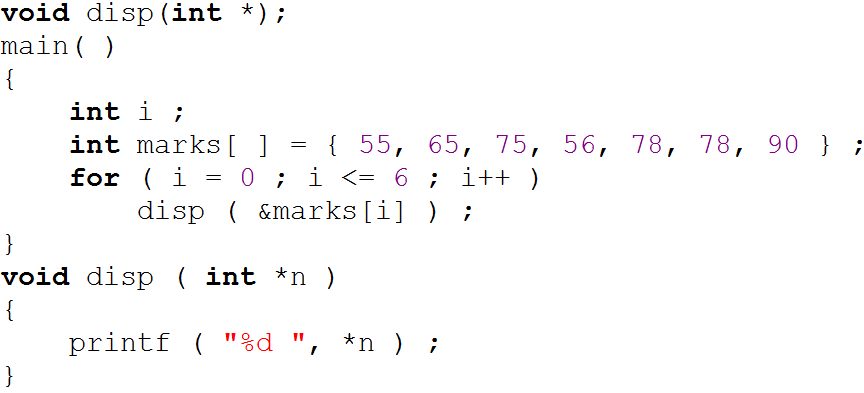 void disp(int *);
main( )
{
    int i ;
    int marks[ ] = { 55, 65, 75, 56, 78, 78, 90 } ;
    for ( i = 0 ; i <= 6 ; i++ )
        disp ( &marks[i] ) ;
}
void disp ( int *n )
{
    printf ( "%d ", *n ) ;
}